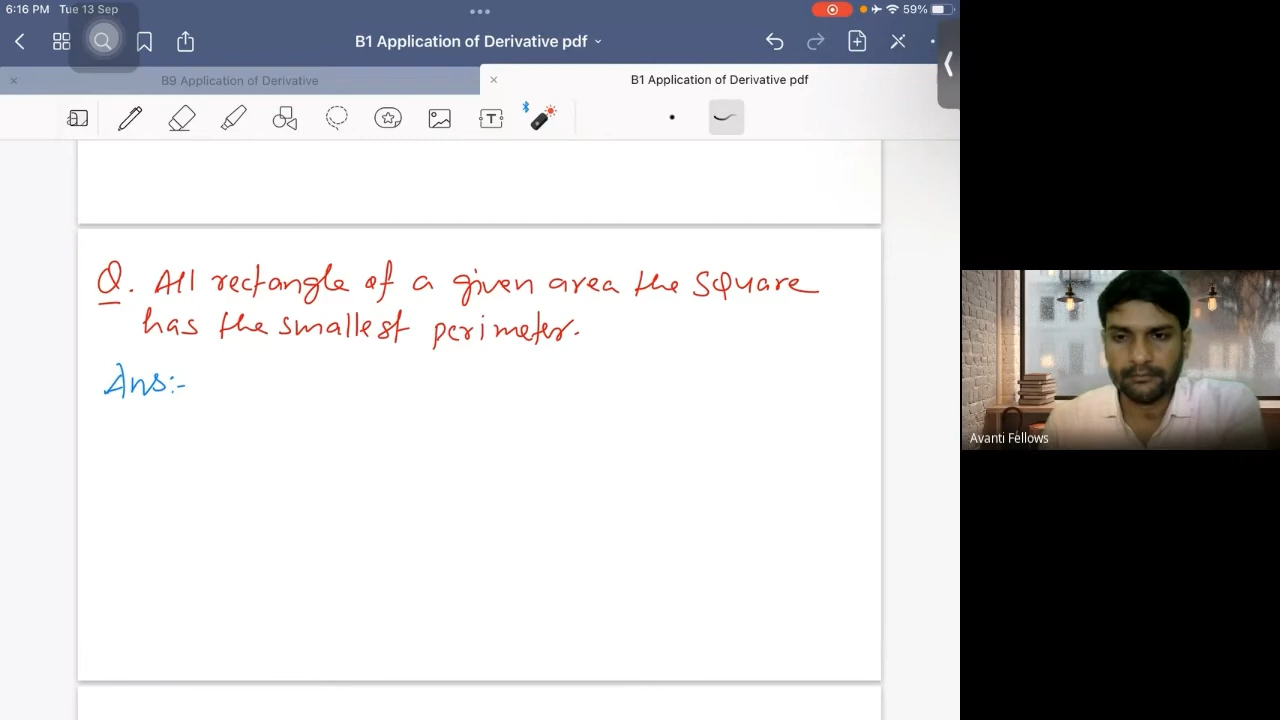 6:16 PM Tue 13 Sep
59%
B1 Application of Derivative pdf
B9 Application of Derivative
B1 Application of Derivative pdf
T
Q. All rectangle of a given area the square
has the smallest perimeter.
Ans:-
Avanti Fellows